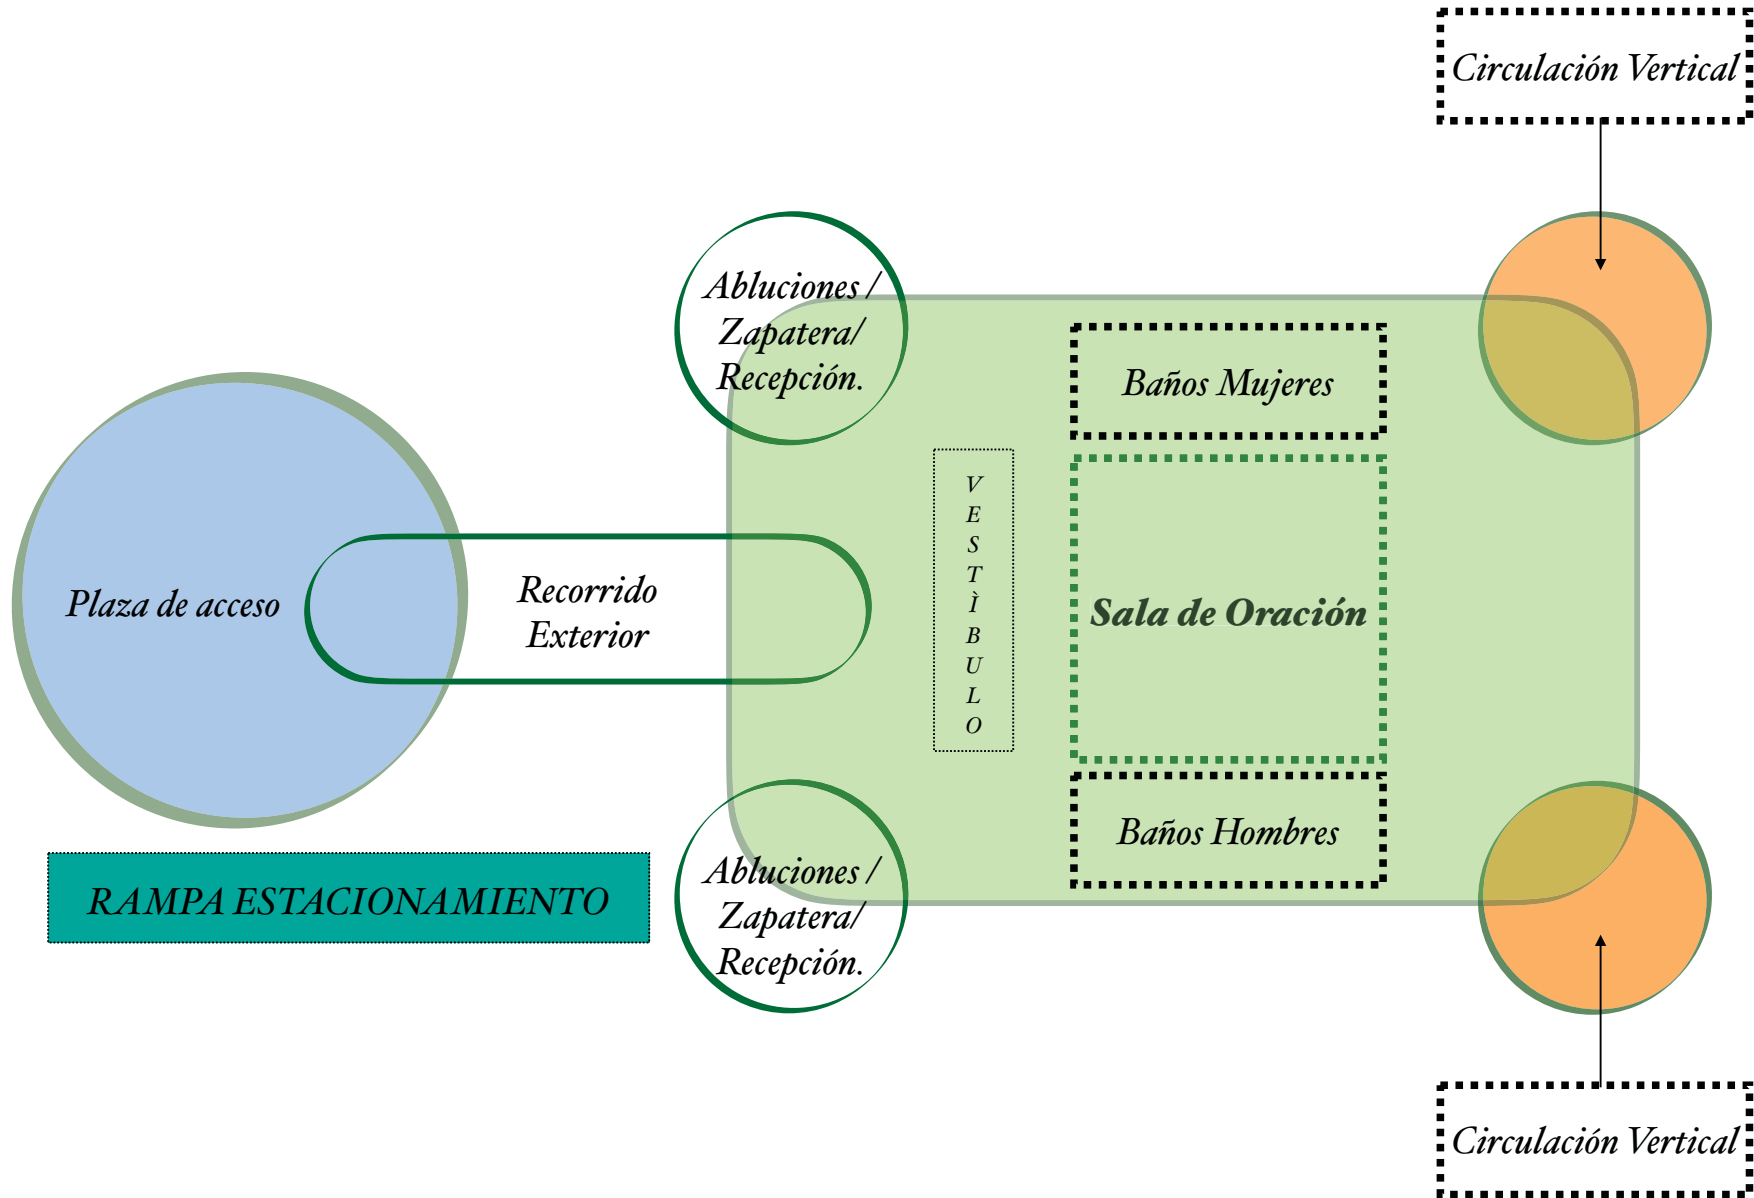 Circulación Vertical
Abluciones /
Zapatera/
Recepción.
Baños Mujeres
V
E
S
T
Ì
B
U
L
O
Plaza de acceso
Recorrido
Exterior
Sala de Oración
Baños Hombres
Abluciones /
Zapatera/
Recepción.
RAMPA ESTACIONAMIENTO
Circulación Vertical